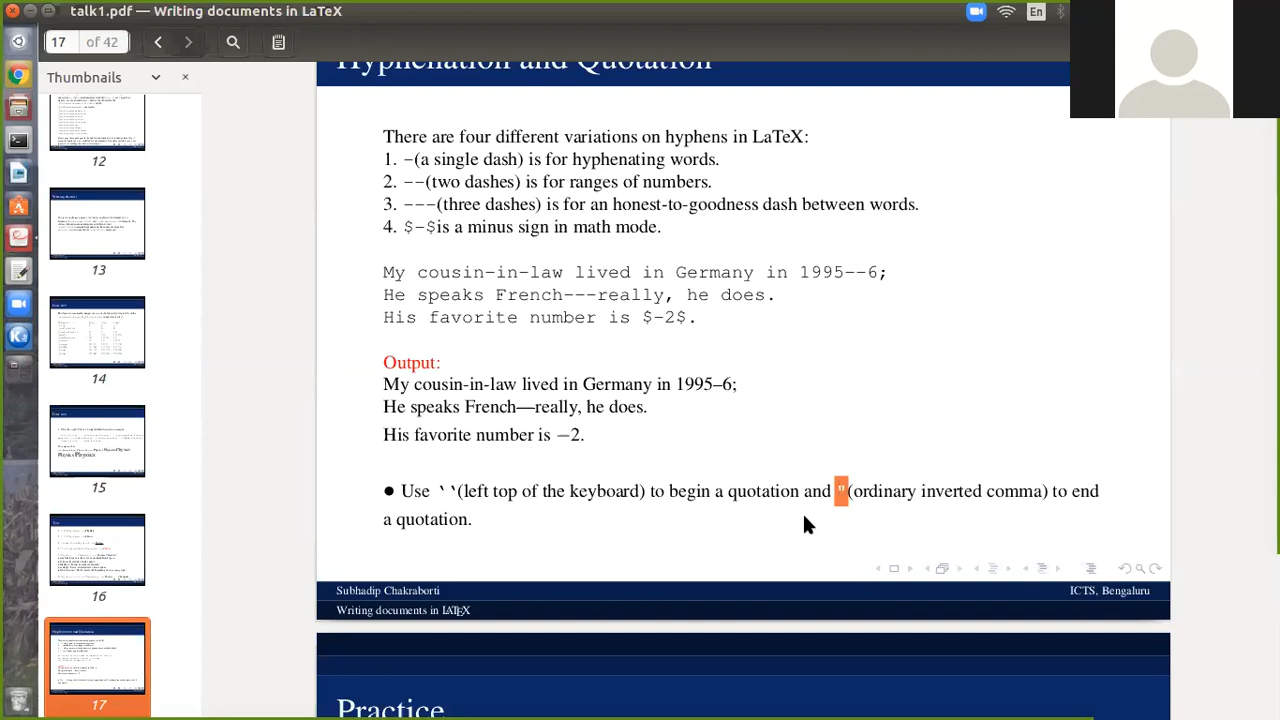 talk1.pdf — Writing documents in LaTeX
En
17 of 42
Thumbnails
12
13
14
15
16
17
Hyphenation and Quotation
There are four different variations on hyphens in LATEX:
1. -(a single dash) is for hyphenating words.
2. --(two dashes) is for ranges of numbers.
3. ---(three dashes) is for an honest-to-goodness dash between words.
4. $-$is a minus sign in math mode.
My cousin-in-law lived in Germany in 1995--6;
He speaks French---really, he does.
His favorite number is $-2$.
Output:
My cousin-in-law lived in Germany in 1995–6;
He speaks French—really, he does.
His favorite number is −2.
● Use ``(left top of the keyboard) to begin a quotation and "(ordinary inverted comma) to end
a quotation.
Subhadip Chakraborti ICTS, Bengaluru
Writing documents in LATEX
Practice